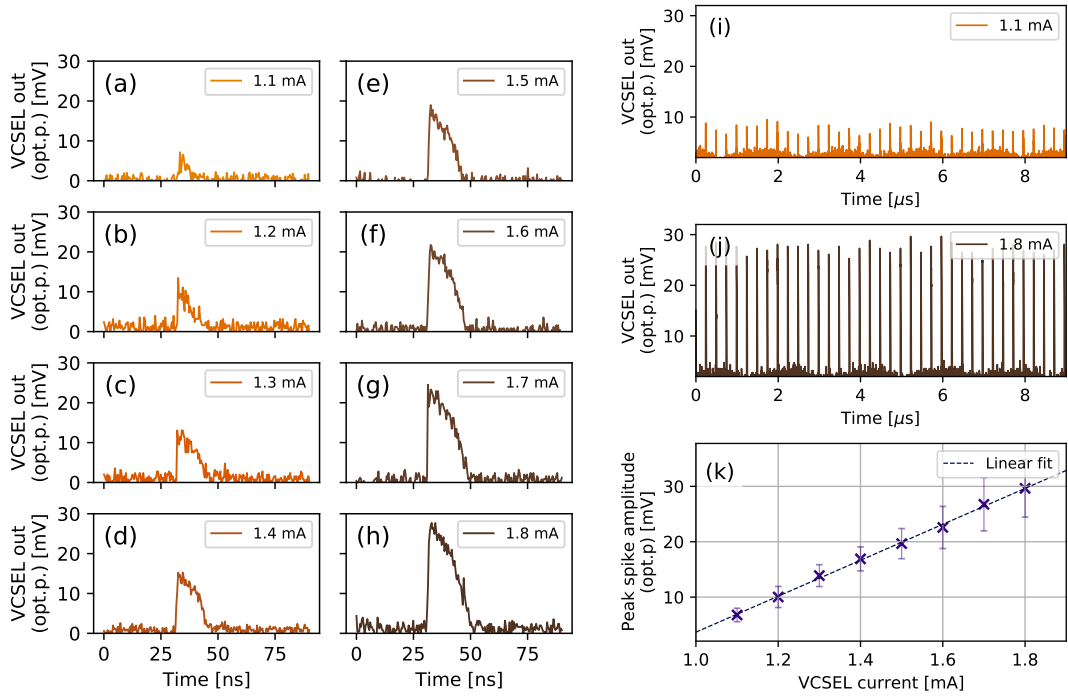 (a)
1.1 mA
VCSEL out
(opt.p.) [mV]
30
20
10
0
(e)
1.5 mA
(b)
1.2 mA
VCSEL out
(opt.p.) [mV]
30
20
10
0
(f)
1.6 mA
(c)
1.3 mA
VCSEL out
(opt.p.) [mV]
30
20
10
0
(g)
1.7 mA
(d)
1.4 mA
VCSEL out
(opt.p.) [mV]
30
20
10
0
0 25 50 75
Time [ns]
(h)
1.8 mA
0 25 50 75
Time [ns]
(i)
1.1 mA
VCSEL out
(opt.p.) [mV]
30
20
10
0 2 4 6 8
Time [μs]
(j)
1.8 mA
VCSEL out
(opt.p.) [mV]
30
20
10
0 2 4 6 8
Time [μs]
(k)
Linear fit
Peak spike amplitude
(opt.p) [mV]
30
20
10
1.0 1.2 1.4 1.6 1.8
VCSEL current [mA]